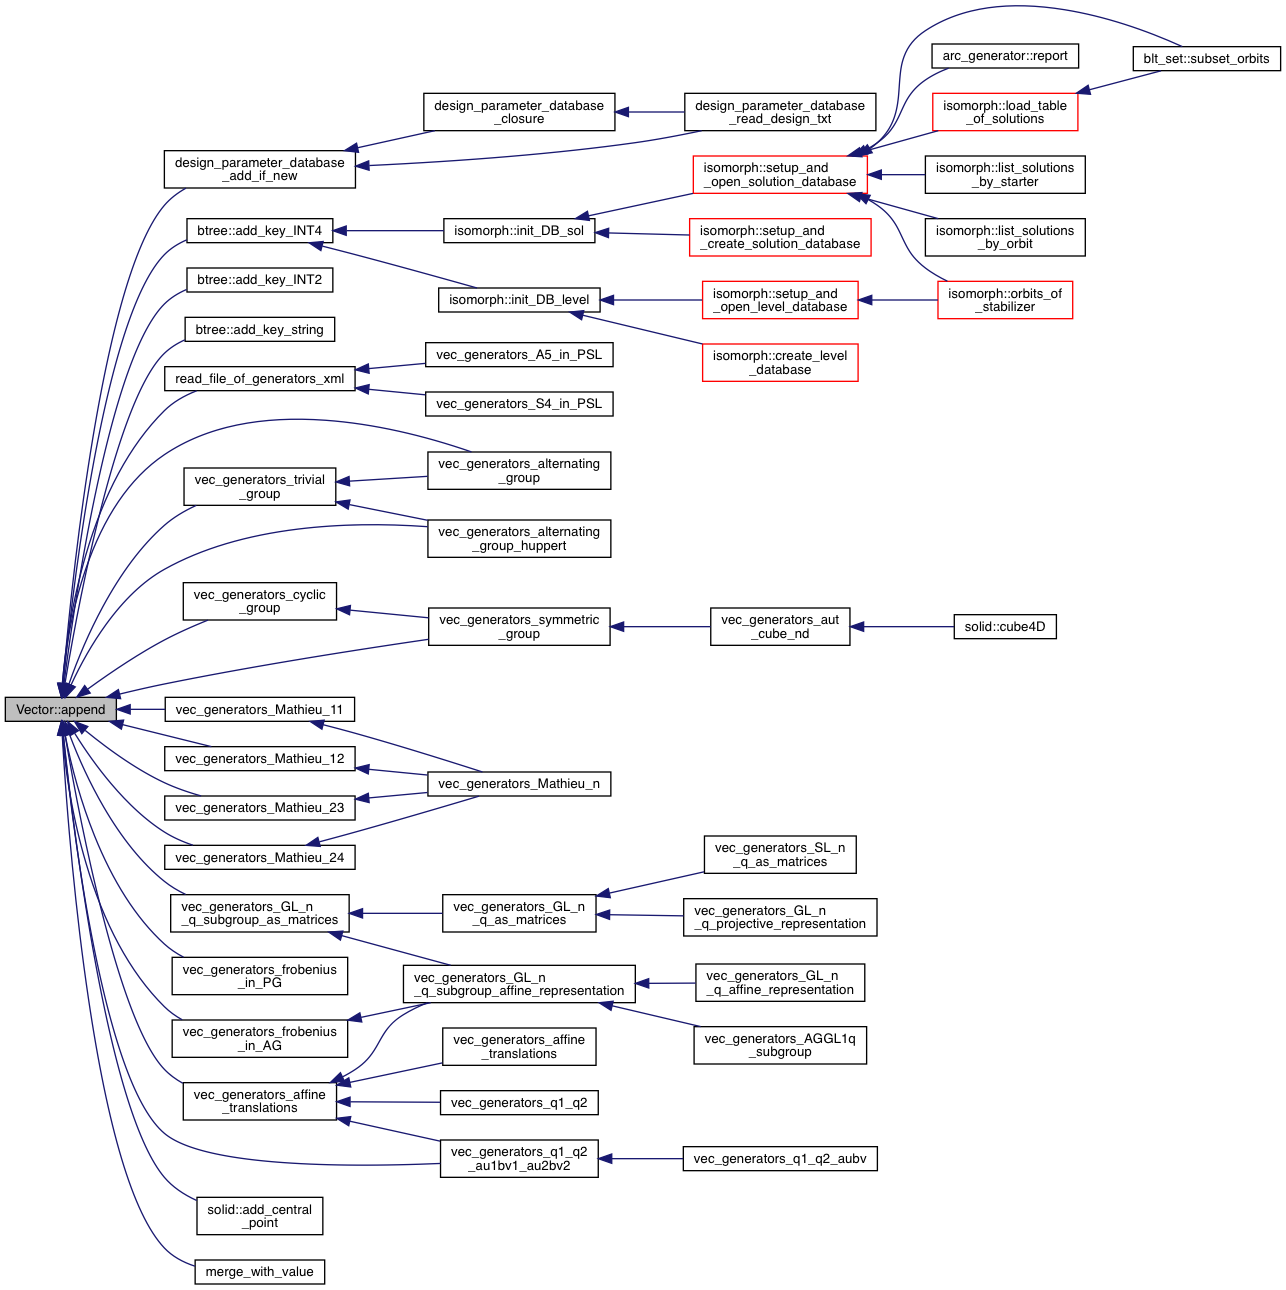 Vector::append
design_parameter_database
_add_if_new
design_parameter_database
_closure
design_parameter_database
_read_design_txt
btree::add_key_INT4
isomorph::init_DB_sol
isomorph::setup_and
_open_solution_database
arc_generator::report
blt_set::subset_orbits
isomorph::load_table
_of_solutions
isomorph::list_solutions
_by_starter
isomorph::list_solutions
_by_orbit
isomorph::orbits_of
_stabilizer
isomorph::setup_and
_create_solution_database
isomorph::init_DB_level
isomorph::setup_and
_open_level_database
isomorph::create_level
_database
btree::add_key_INT2
btree::add_key_string
read_file_of_generators_xml
vec_generators_A5_in_PSL
vec_generators_S4_in_PSL
vec_generators_alternating
_group
vec_generators_trivial
_group
vec_generators_alternating
_group_huppert
vec_generators_cyclic
_group
vec_generators_symmetric
_group
vec_generators_aut
_cube_nd
solid::cube4D
vec_generators_Mathieu_11
vec_generators_Mathieu_12
vec_generators_Mathieu_23
vec_generators_Mathieu_24
vec_generators_Mathieu_n
vec_generators_GL_n
_q_subgroup_as_matrices
vec_generators_GL_n
_q_as_matrices
vec_generators_SL_n
_q_as_matrices
vec_generators_GL_n
_q_projective_representation
vec_generators_frobenius
_in_PG
vec_generators_GL_n
_q_subgroup_affine_representation
vec_generators_GL_n
_q_affine_representation
vec_generators_AGGL1q
_subgroup
vec_generators_frobenius
_in_AG
vec_generators_affine
_translations
vec_generators_affine
_translations
vec_generators_q1_q2
vec_generators_q1_q2
_au1bv1_au2bv2
vec_generators_q1_q2_aubv
solid::add_central
_point
merge_with_value